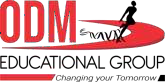 ODM
EDUCATIONAL GROUP
Changing your Tomorrow